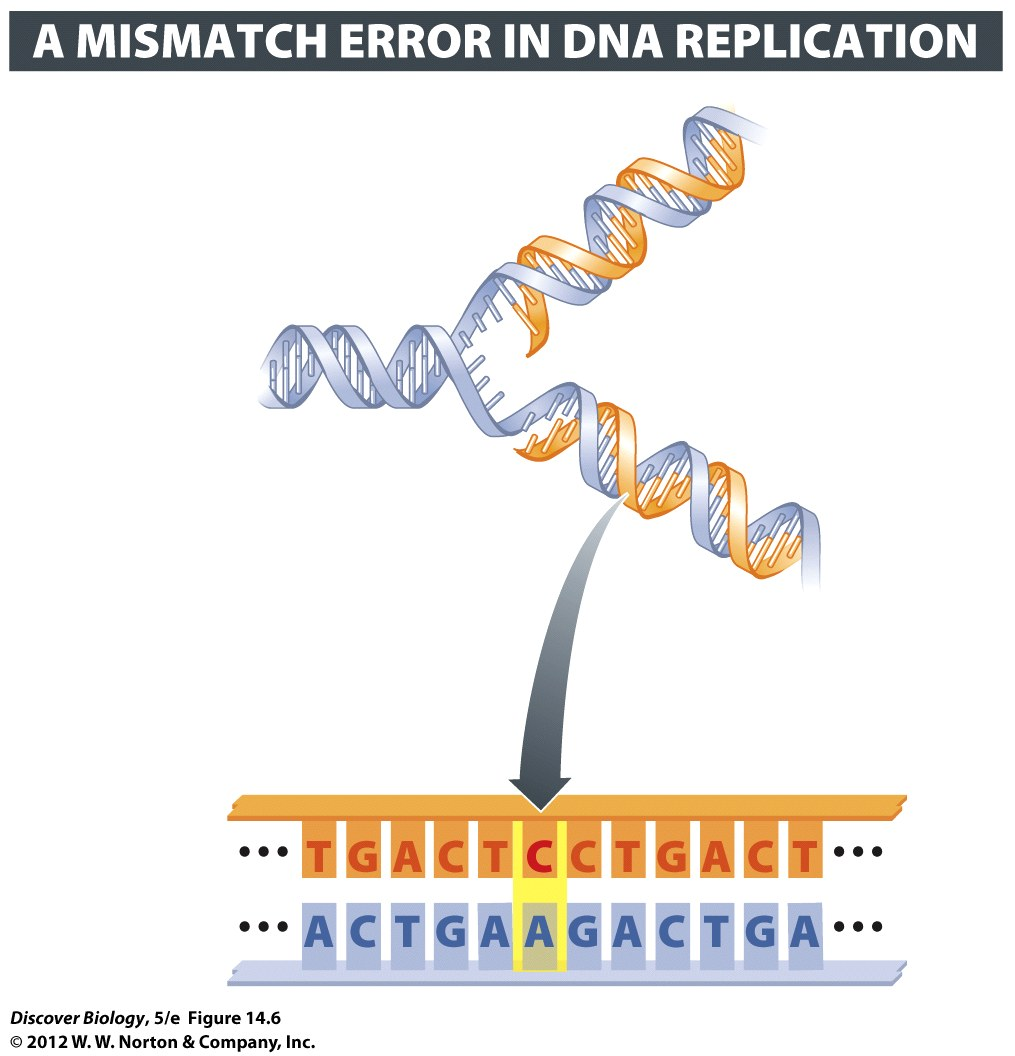 A MISMATCH ERROR IN DNA REPLICATION
••• T G A C T C C T G A C T •••
••• A C T G A A G A C T G A •••
Discover Biology, 5/e Figure 14.6
© 2012 W. W. Norton & Company, Inc.